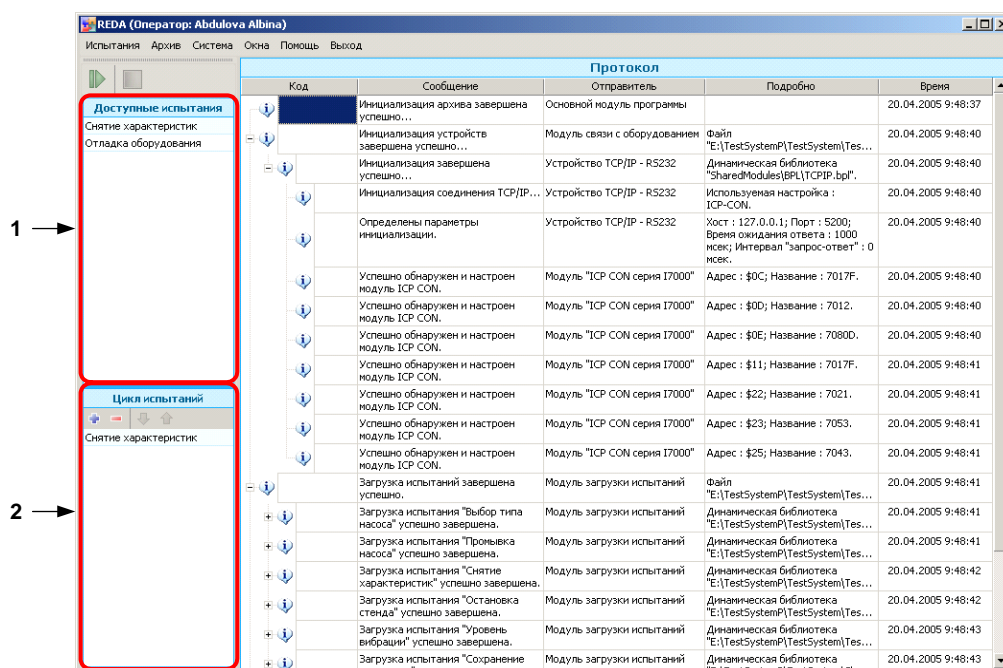 REDA (Оператор: Abdulova Albina)
Испытания Архив Система Окна Помощь Выход
Протокол
Код Сообщение Отправитель Подробно Время
Доступные испытания
Снятие характеристик
Отладка оборудования
1
Цикл испытаний
Снятие характеристик
2
Инициализация архива завершена Основной модуль программы 20.04.2005 9:48:37
успешно...
Инициализация устройств Модуль связи с оборудованием Файл 20.04.2005 9:48:40
завершена успешно... "E:\TestSystemP\TestSystem\Tes...
Инициализация завершена Устройство TCP/IP - RS232 Динамическая библиотека 20.04.2005 9:48:40
успешно... "SharedModules\BPL\TCPIP.bpl".
Инициализация соединения TCP/IP... Устройство TCP/IP - RS232 Используемая настройка : 20.04.2005 9:48:40
ICP-CON.
Определены параметры Устройство TCP/IP - RS232 Хост : 127.0.0.1; Порт : 5200; 20.04.2005 9:48:40
инициализации. Время ожидания ответа : 1000
мсек; Интервал "запрос-ответ" : 0
мсек.
Успешно обнаружен и настроен Модуль "ICP CON серия I7000" Адрес : $0C; Название : 7017F. 20.04.2005 9:48:40
модуль ICP CON.
Успешно обнаружен и настроен Модуль "ICP CON серия I7000" Адрес : $0D; Название : 7012. 20.04.2005 9:48:40
модуль ICP CON.
Успешно обнаружен и настроен Модуль "ICP CON серия I7000" Адрес : $0E; Название : 7080D. 20.04.2005 9:48:40
модуль ICP CON.
Успешно обнаружен и настроен Модуль "ICP CON серия I7000" Адрес : $11; Название : 7017F. 20.04.2005 9:48:41
модуль ICP CON.
Успешно обнаружен и настроен Модуль "ICP CON серия I7000" Адрес : $22; Название : 7021. 20.04.2005 9:48:41
модуль ICP CON.
Успешно обнаружен и настроен Модуль "ICP CON серия I7000" Адрес : $23; Название : 7053. 20.04.2005 9:48:41
модуль ICP CON.
Успешно обнаружен и настроен Модуль "ICP CON серия I7000" Адрес : $25; Название : 7043. 20.04.2005 9:48:41
модуль ICP CON.
Загрузка испытаний завершена Модуль загрузки испытаний Файл 20.04.2005 9:48:41
успешно. "E:\TestSystemP\TestSystem\Tes...
Загрузка испытания "Выбор типа Модуль загрузки испытаний Динамическая библиотека 20.04.2005 9:48:41
насоса" успешно завершена. "E:\TestSystemP\TestSystem\Tes...
Загрузка испытания "Промывка Модуль загрузки испытаний Динамическая библиотека 20.04.2005 9:48:41
насоса" успешно завершена. "E:\TestSystemP\TestSystem\Tes...
Загрузка испытания "Снятие Модуль загрузки испытаний Динамическая библиотека 20.04.2005 9:48:42
характеристик" успешно завершена. "E:\TestSystemP\TestSystem\Tes...
Загрузка испытания "Остановка Модуль загрузки испытаний Динамическая библиотека 20.04.2005 9:48:42
стенда" успешно завершена. "E:\TestSystemP\TestSystem\Tes...
Загрузка испытания "Уровень Модуль загрузки испытаний Динамическая библиотека 20.04.2005 9:48:43
вибрации" успешно завершена. "E:\TestSystemP\TestSystem\Tes...
Загрузка испытания "Сохранение Модуль загрузки испытаний Динамическая библиотека 20.04.2005 9:48:43